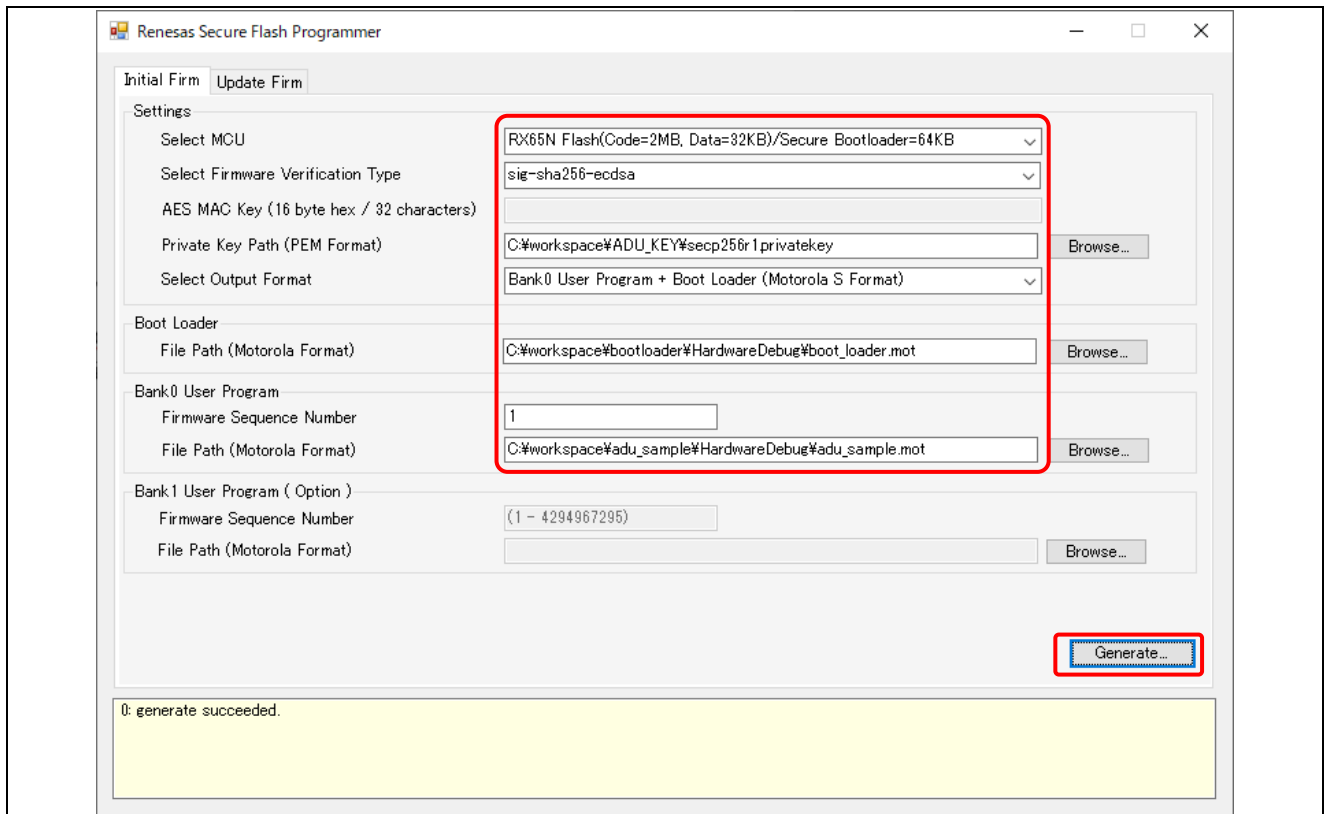 Renesas Secure Flash Programmer
Initial Firm Update Firm
Settings
Select MCU RX65N Flash(Code=2MB, Data=32KB)/Secure Bootloader=64KB
Select Firmware Verification Type sig-sha256-ecdsa
AES MAC Key (16 byte hex / 32 characters)
Private Key Path (PEM Format) C:¥workspace¥ADU_KEY¥secp256r1privatekey Browse...
Select Output Format Bank0 User Program + Boot Loader (Motorola S Format)
Boot Loader
File Path (Motorola Format) C:¥workspace¥bootloader¥HardwareDebug¥boot_loader.mot Browse...
Bank0 User Program
Firmware Sequence Number 1
File Path (Motorola Format) C:¥workspace¥adu_sample¥HardwareDebug¥adu_sample.mot Browse...
Bank1 User Program ( Option )
Firmware Sequence Number (1 - 4294967295)
File Path (Motorola Format) Browse...
Generate...
0: generate succeeded.